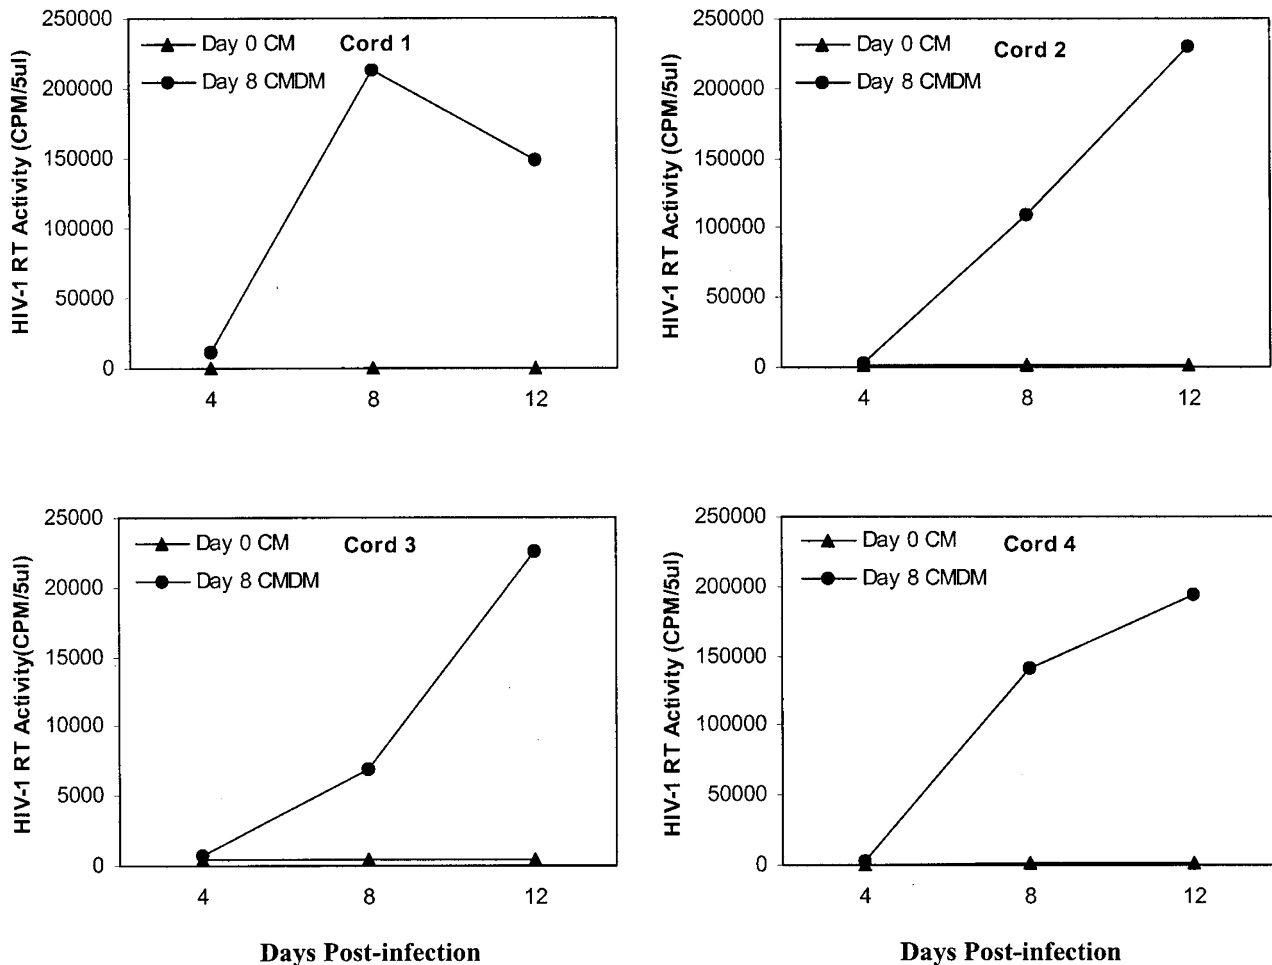 HIV-1 RT Activity (CPM/5ul)
250000
200000
150000
100000
50000
0
Day 0 CM
Day 8 CMDM
Cord 1
4 8 12
HIV-1 RT Activity (CPM/5ul)
250000
200000
150000
100000
50000
0
Day 0 CM
Day 8 CMDM
Cord 2
4 8 12
HIV-1 RT Activity(CPM/5ul)
25000
20000
15000
10000
5000
0
Day 0 CM
Day 8 CMDM
Cord 3
4 8 12
Days Post-infection
HIV-1 RT Activity (CPM/5ul)
250000
200000
150000
100000
50000
0
Day 0 CM
Day 8 CMDM
Cord 4
4 8 12
Days Post-infection